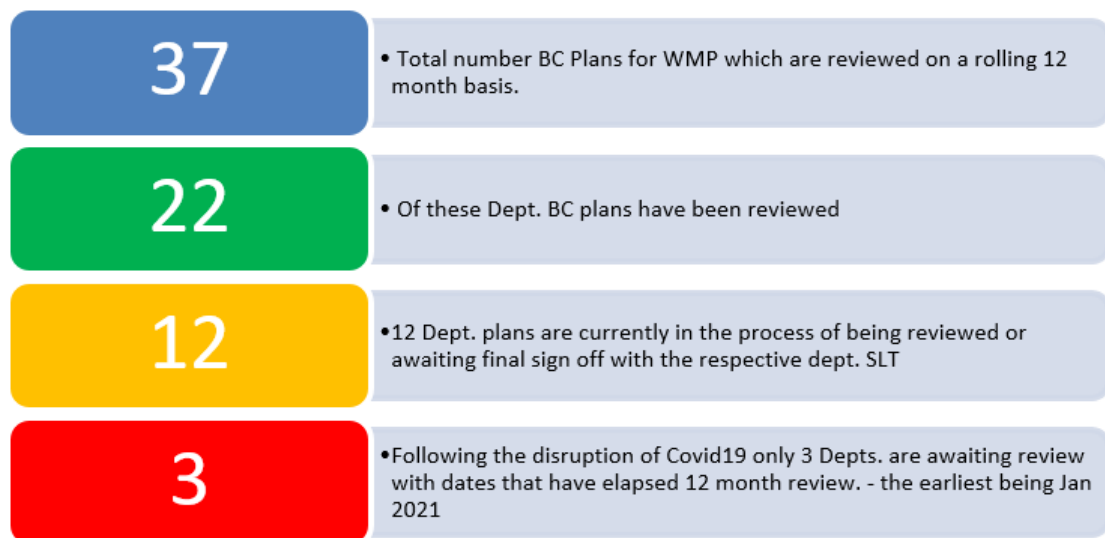 37
• Total number BC Plans for WMP which are reviewed on a rolling 12
month basis.
22
• Of these Dept. BC plans have been reviewed
12
•12 Dept. plans are currently in the process of being reviewed or
awaiting final sign off with the respective dept. SLT
3
•Following the disruption of Covid19 only 3 Depts. are awaiting review
with dates that have elapsed 12 month review. - the earliest being Jan
2021